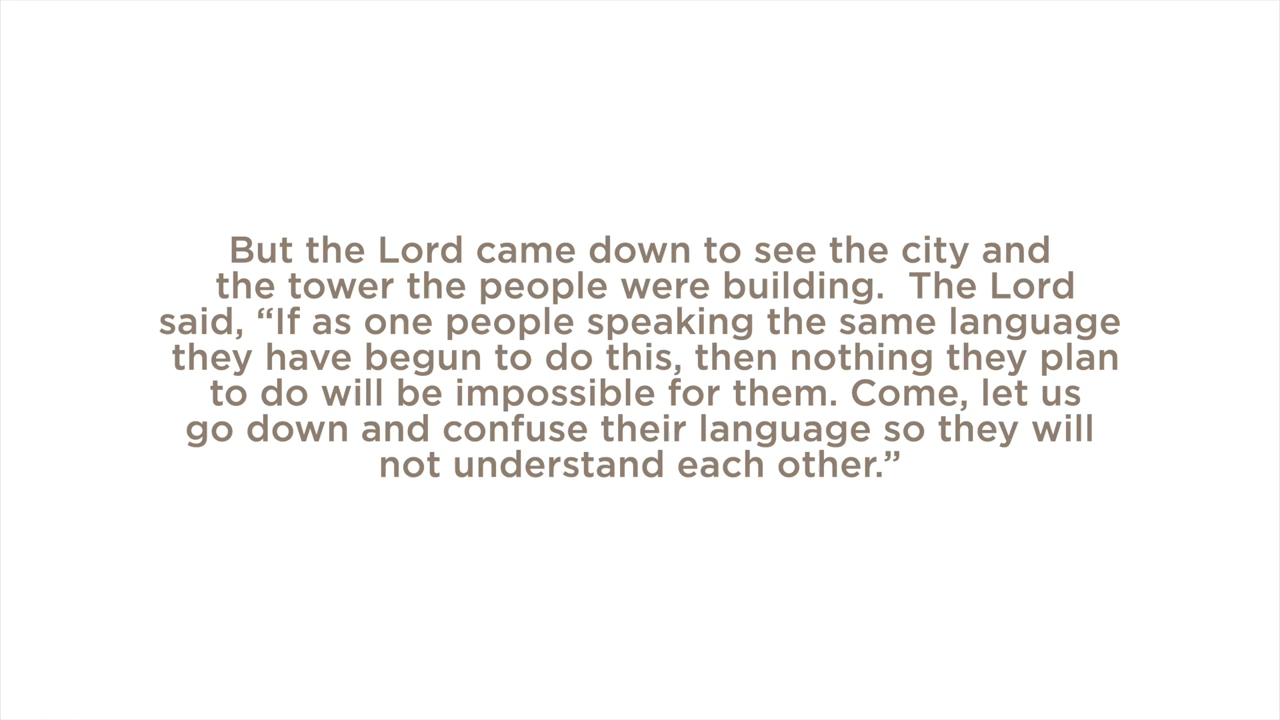 But the Lord came down to see the city and
the tower the people were building.  The Lord
said, “If as one people speaking the same language
they have begun to do this, then nothing they plan
to do will be impossible for them. Come, let us
go down and confuse their language so they will
not understand each other.”